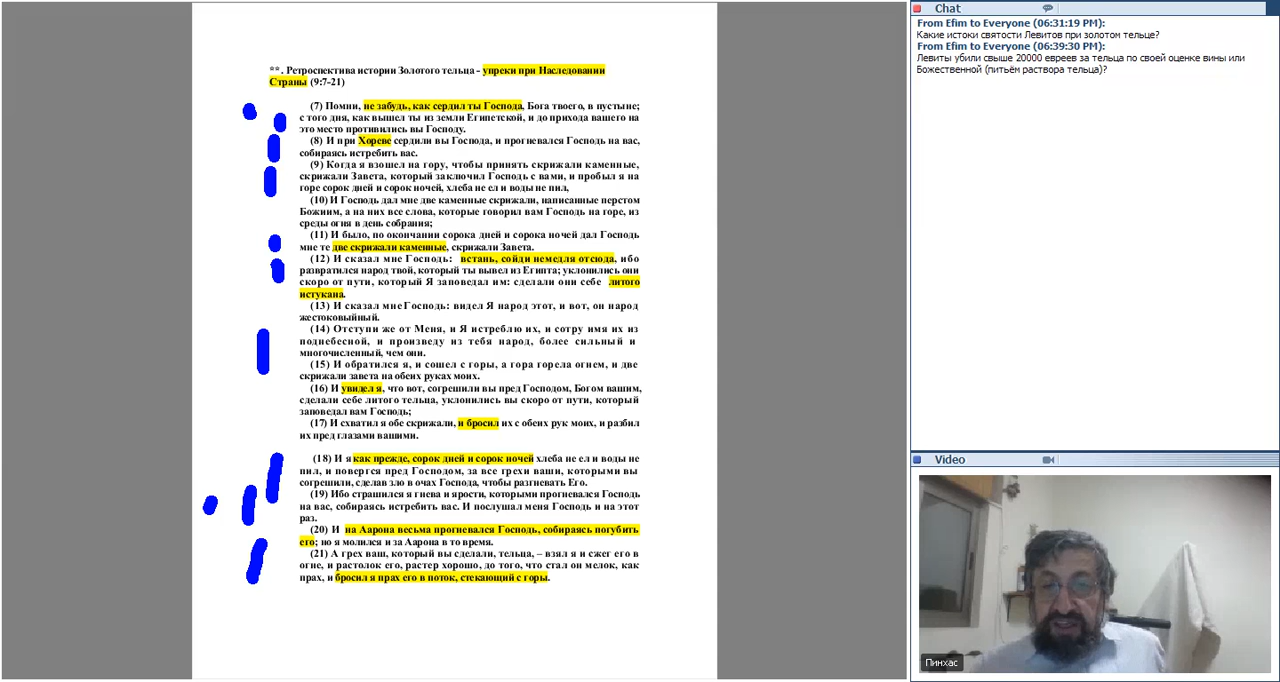 **. Ретроспектива истории Золотого тельца - упреки при Наследовании
Страны (9:7-21)
(7) Помни, не забудь, как сердил ты Господа, Бога твоего, в пустыне;
с того дня, как вышел ты из земли Египетской, и до прихода вашего на
это место противились вы Господу.
(8) И при Хореве сердили вы Господа, и прогневался Господь на вас,
собираясь истребить вас.
(9) Когда я взошел на гору, чтобы принять скрижали каменные,
скрижали Завета, который заключил Господь с вами, и пробыл я на
горе сорок дней и сорок ночей, хлеба не ел и воды не пил,
(10) И Господь дал мне две каменные скрижали, написанные перстом
Божиим, а на них все слова, которые говорил вам Господь на горе, из
среды огня в день собрания;
(11) И было, по окончании сорока дней и сорока ночей дал Господь
мне те две скрижали каменные, скрижали Завета.
(12) И сказал мне Господь: встань, сойди немедля отсюда, ибо
развратился народ твой, который ты вывел из Египта; уклонились они
скоро от пути, который Я заповедал им: сделали они себе литого
истукана.
(13) И сказал мне Господь: видел Я народ этот, и вот, он народ
жестоковыйный.
(14) Отступи же от Меня, и Я истреблю их, и сотру имя их из
поднебесной, и произведу из тебя народ, более сильный и
многочисленный, чем они.
(15) И обратился я, и сошел с горы, а гора горела огнем, и две
скрижали завета на обеих руках моих.
(16) И увидел я, что вот, согрешили вы пред Господом, Богом вашим,
сделали себе литого тельца, уклонились вы скоро от пути, который
заповедал вам Господь;
(17) И схватил я обе скрижали, и бросил их с обеих рук моих, и разбил
их пред глазами вашими.
(18) И я как прежде, сорок дней и сорок ночей хлеба не ел и воды не
пил, и повергся пред Господом, за все грехи ваши, которыми вы
согрешили, сделав зло в очах Господа, чтобы разгневать Его.
(19) Ибо страшился я гнева и ярости, которыми прогневался Господь
на вас, собираясь истребить вас. И послушал меня Господь и на этот
раз.
(20) И на Аарона весьма прогневался Господь, собираясь погубить
его; но я молился и за Аарона в то время.
(21) А грех ваш, который вы сделали, тельца, – взял я и сжег его в
огне, и растолок его, растер хорошо, до того, что стал он мелок, как
прах, и бросил я прах его в поток, стекающий с горы.
Chat
From Efim to Everyone (06:31:19 PM):
Какие истоки святости Левитов при золотом тельце?
From Efim to Everyone (06:39:30 PM):
Левиты убили свыше 20000 евреев за тельца по своей оценке вины или
Божественной (питьём раствора тельца)?
Video
Пинхас